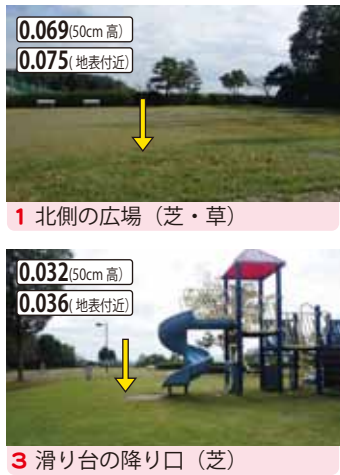 0.069(50cm 高)
0.075(地表付近)
1 北側の広場（芝・草）
0.032(50cm 高)
0.036(地表付近)
3 滑り台の降り口（芝）